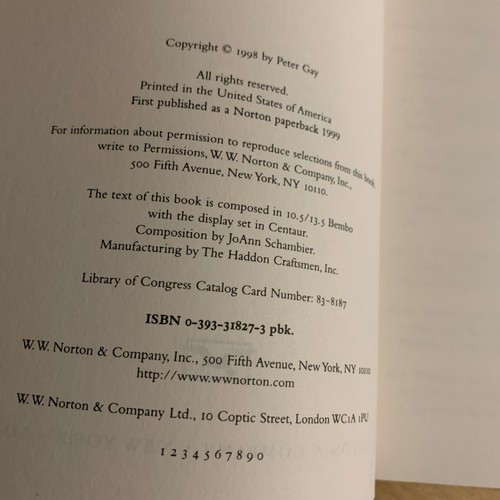 Copyright © 1998 by Peter Gay
All rights reserved.
Printed in the United States of America
First published as a Norton paperback 1999
For information about permission to reproduce selections from this book,
write to Permissions, W. W. Norton & Company, Inc.,
500 Fifth Avenue, New York, NY 10110.
The text of this book is composed in 10.5/13.5 Bembo
with the display set in Centaur.
Composition by JoAnn Schambier.
Manufacturing by The Haddon Craftsmen, Inc.
Library of Congress Catalog Card Number: 83-8187
ISBN 0-393-31827-3 pbk.
W. W. Norton & Company, Inc., 500 Fifth Avenue, New York, NY 10110
http://www.wwnorton.com
W. W. Norton & Company Ltd., 10 Coptic Street, London WC1A 1PU
1 2 3 4 5 6 7 8 9 0